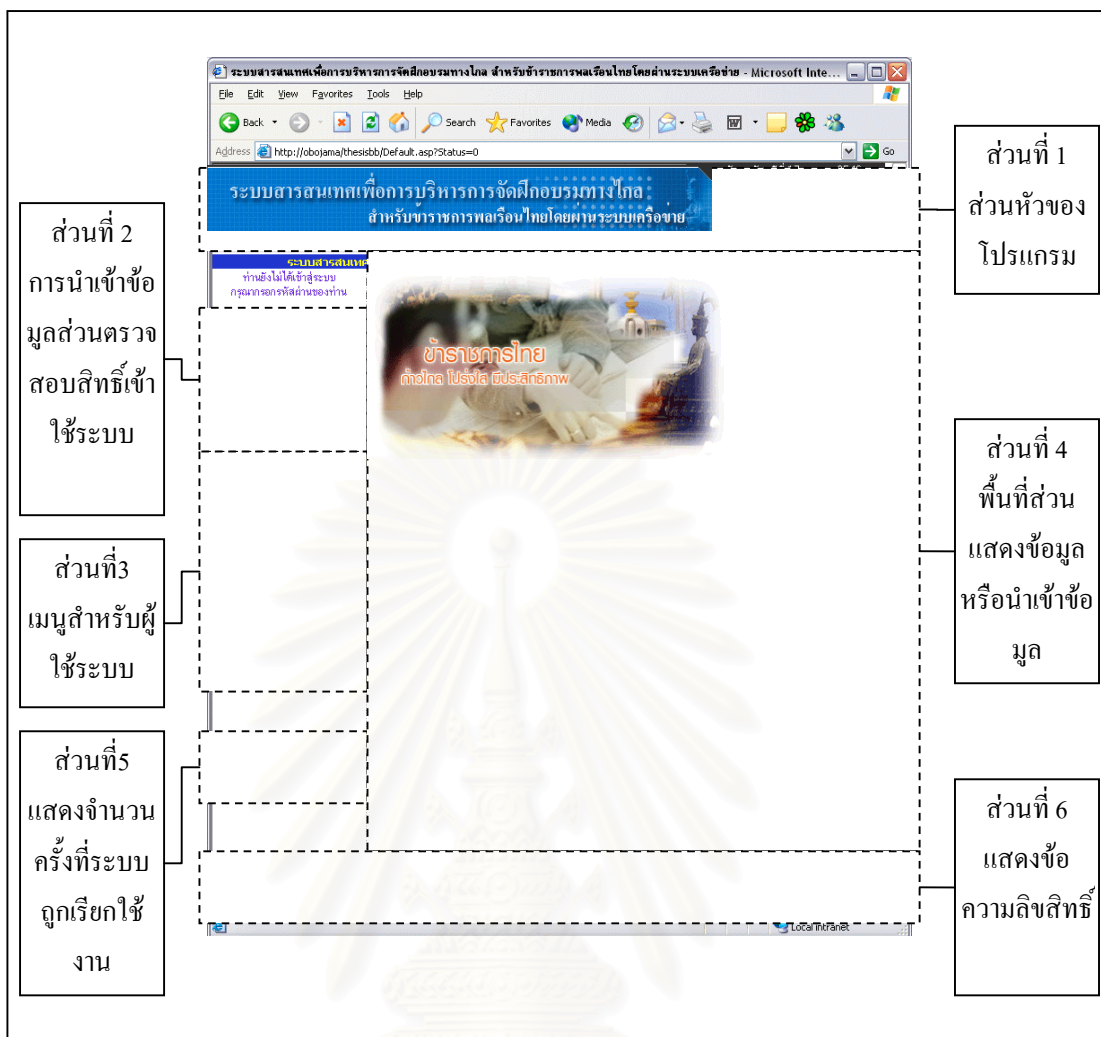 ระบบสารสนเทศเพื่อการบริหารการจัดฝึกอบรมทางไกล สำหรับข้าราชการพลเรือนไทยโดยผ่านระบบเครือข่าย - Microsoft Inte...
File Edit View Favorites Tools Help
Back Search Favorites Media
Address http://obojama/thesisbb/Default.asp?Status=0 Go
ระบบสารสนเทศเพื่อการบริหารการจัดฝึกอบรมทางไกล
สำหรับข้าราชการพลเรือนไทยโดยผ่านระบบเครือข่าย
ส่วนที่ 1
ส่วนหัวของ
โปรแกรม
ส่วนที่ 2
การนำเข้าข้อ
มูลส่วนตรวจ
สอบสิทธิ์เข้า
ใช้ระบบ
ระบบสารสนเทศ
ท่านยังไม่ได้เข้าสู่ระบบ
กรุณากรอกรหัสผ่านของท่าน
ข้าราชการไทย
ก้าวไกล โปร่งใส มีประสิทธิภาพ
ส่วนที่3
เมนูสำหรับผู้
ใช้ระบบ
ส่วนที่ 4
พื้นที่ส่วน
แสดงข้อมูล
หรือนำเข้าข้อ
มูล
ส่วนที่5
แสดงจำนวน
ครั้งที่ระบบ
ถูกเรียกใช้
งาน
ส่วนที่ 6
แสดงข้อ
ความลิขสิทธิ์
Local intranet